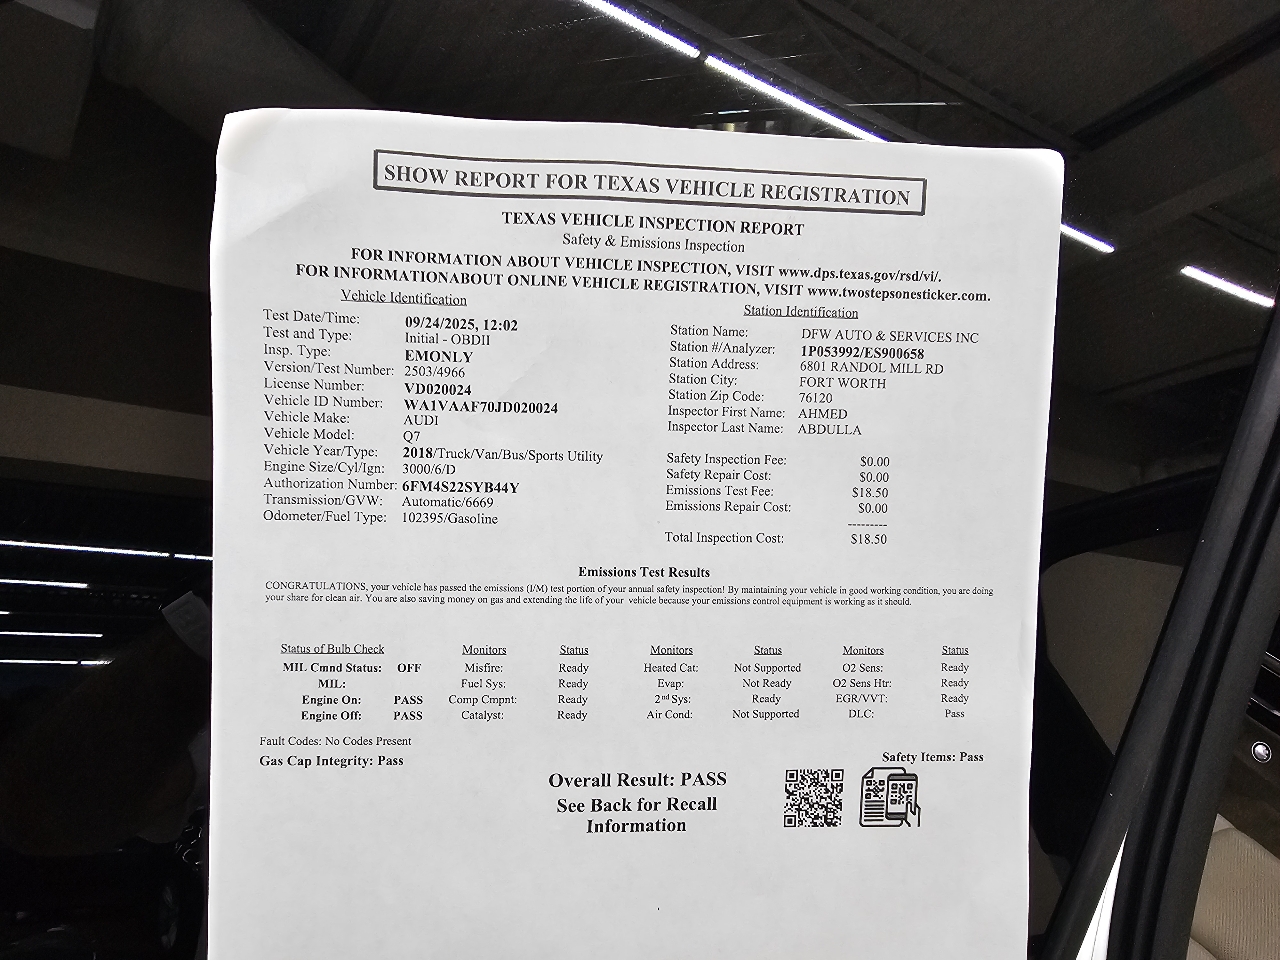 SHOW REPORT FOR TEXAS VEHICLE REGISTRATION
TEXAS VEHICLE INSPECTION REPORT
Safety & Emissions Inspection
FOR INFORMATION ABOUT VEHICLE INSPECTION, VISIT www.dps.texas.gov/rsd/vi/.
FOR INFORMATIONABOUT ONLINE VEHICLE REGISTRATION, VISIT www.twostepsonesticker.com.
Vehicle Identification
Test Date/Time: 09/24/2025, 12:02
Test and Type: Initial - OBDII
Insp. Type: EMONLY
Version/Test Number: 2503/4966
License Number: VD020024
Vehicle ID Number: WA1VAAF70JD020024
Vehicle Make: AUDI
Vehicle Model: Q7
Vehicle Year/Type: 2018/Truck/Van/Bus/Sports Utility
Engine Size/Cyl/Ign: 3000/6/D
Authorization Number: 6FM4S22SYB44Y
Transmission/GVW: Automatic/6669
Odometer/Fuel Type: 102395/Gasoline
Station Identification
Station Name: DFW AUTO & SERVICES INC
Station #/Analyzer: 1P053992/ES900658
Station Address: 6801 RANDOL MILL RD
Station City: FORT WORTH
Station Zip Code: 76120
Inspector First Name: AHMED
Inspector Last Name: ABDULLA
Safety Inspection Fee: $0.00
Safety Repair Cost: $0.00
Emissions Test Fee: $18.50
Emissions Repair Cost: $0.00
---------
Total Inspection Cost: $18.50
Emissions Test Results
CONGRATULATIONS, your vehicle has passed the emissions (I/M) test portion of your annual safety inspection! By maintaining your vehicle in good working condition, you are doing
your share for clean air. You are also saving money on gas and extending the life of your vehicle because your emissions control equipment is working as it should.
Status of Bulb Check Monitors Status Monitors Status Monitors Status
MIL Cmnd Status: OFF Misfire: Ready Heated Cat: Not Supported O2 Sens: Ready
MIL: Fuel Sys: Ready Evap: Not Ready O2 Sens Htr: Ready
Engine On: PASS Comp Cmpnt: Ready 2nd Sys: Ready EGR/VVT: Ready
Engine Off: PASS Catalyst: Ready Air Cond: Not Supported DLC: Pass
Fault Codes: No Codes Present
Gas Cap Integrity: Pass Safety Items: Pass
Overall Result: PASS
See Back for Recall
Information